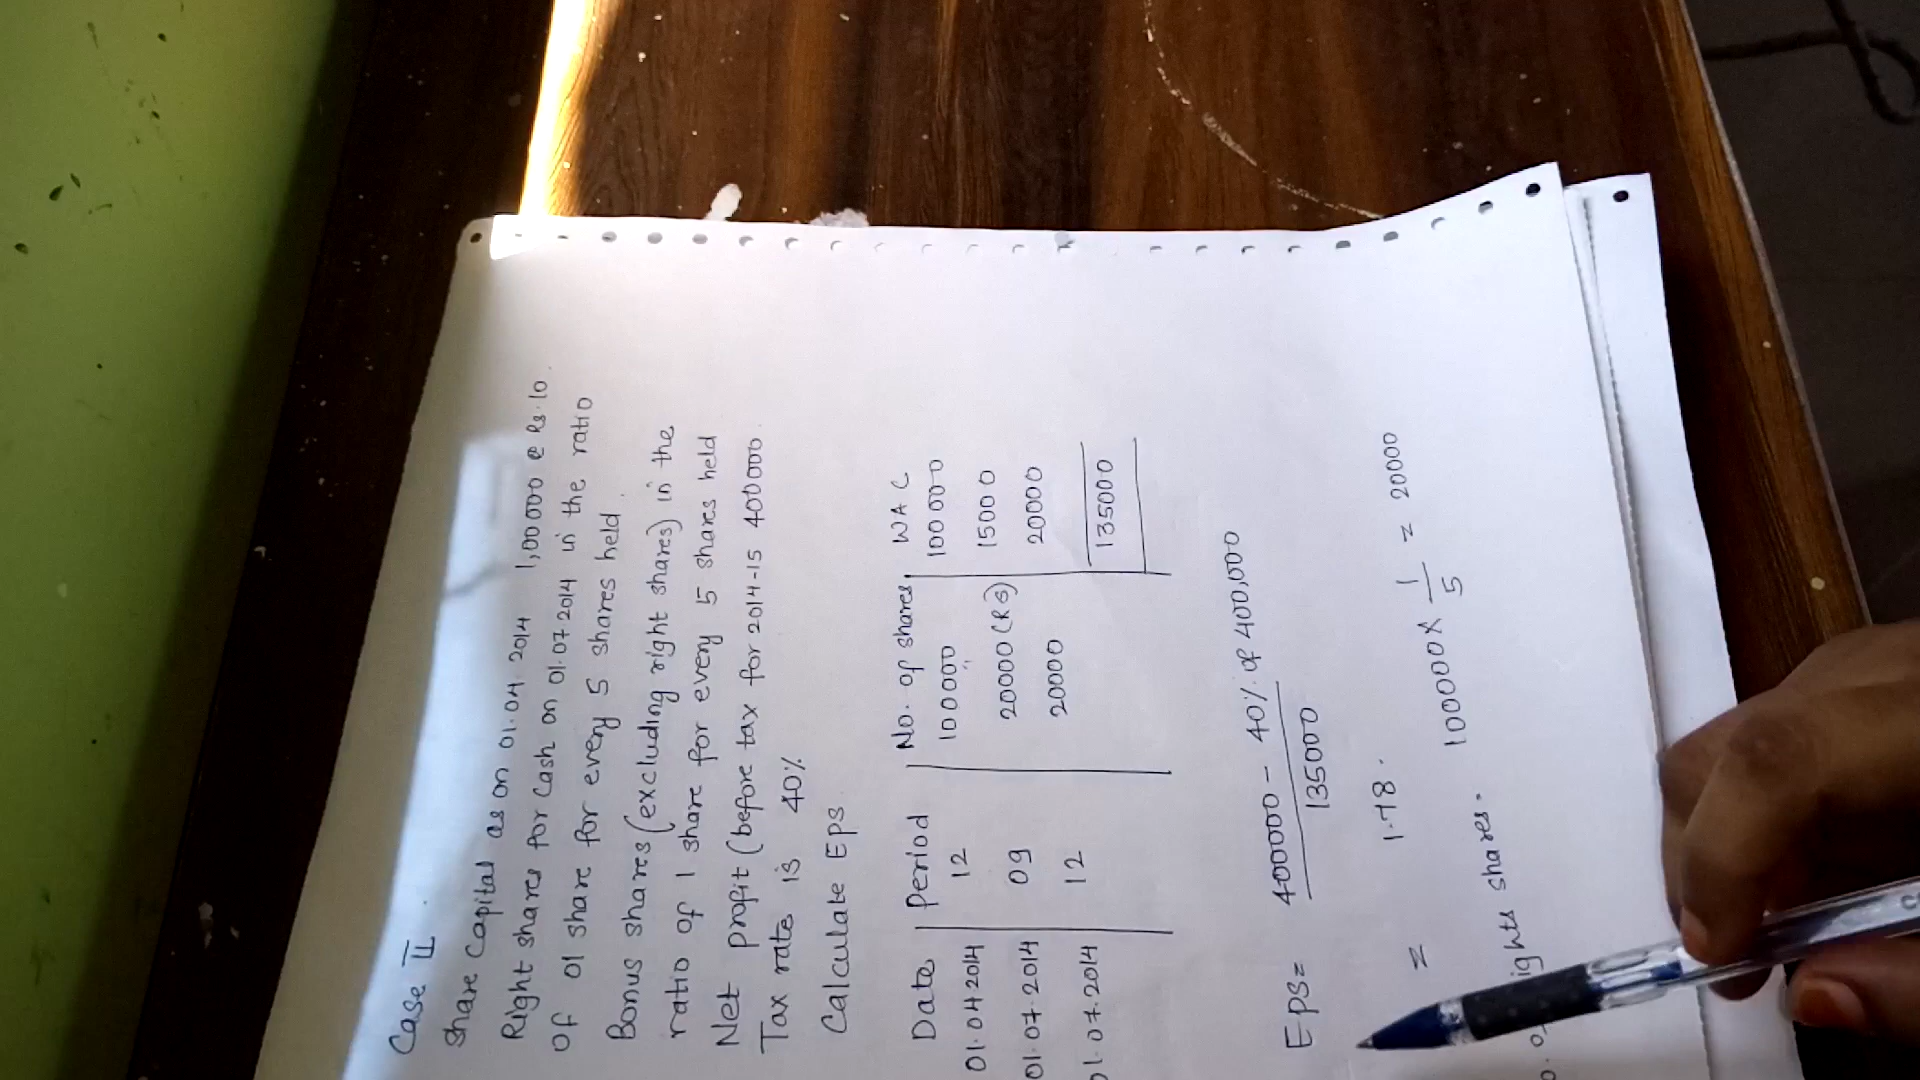 Case II
Share Capital as on 01.04.2014 1,00000 @ Rs.10.
Right shares for Cash on 01.07.2014 in the ratio
of 01 share for every 5 shares held.
Bonus shares (excluding right shares) in the
ratio of 1 share for every 5 shares held
Net profit (before tax for 2014-15 400000.
Tax rate is 40%
Calculate EPS
Date Period No. of shares WAC
01.04.2014 12 100000 100000
01.07.2014 09 20000 (RS) 15000
01.07.2014 12 20000 20000
135000
EPS = 400000 - 40% of 400,000
135000
= 1.78.
ights shares = 100000 X 1/5 = 20000